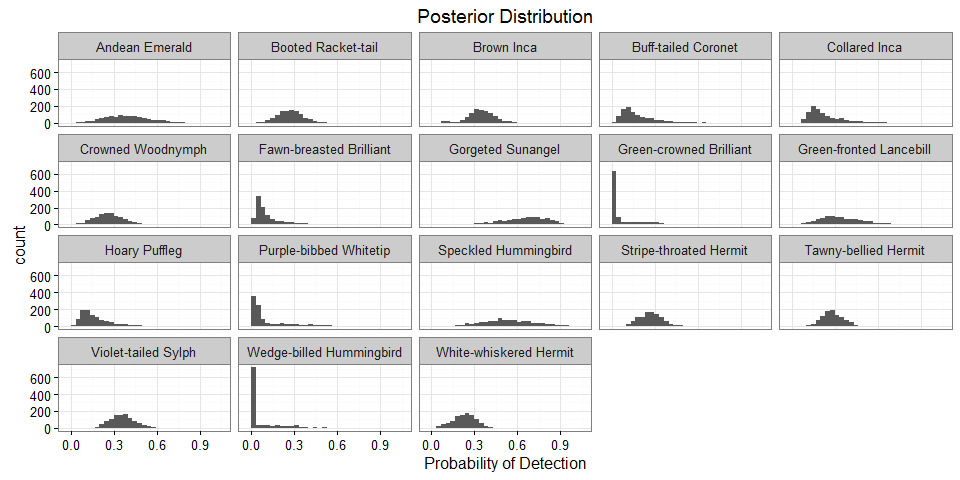 Posterior Distribution
Andean Emerald
Booted Racket-tail
Brown Inca
Buff-tailed Coronet
Collared Inca
600
400
200
0
Crowned Woodnymph
Fawn-breasted Brilliant
Gorgeted Sunangel
Green-crowned Brilliant
Green-fronted Lancebill
600
400
200
0
count
Hoary Puffleg
Purple-bibbed Whitetip
Speckled Hummingbird
Stripe-throated Hermit
Tawny-bellied Hermit
600
400
200
0
Violet-tailed Sylph
Wedge-billed Hummingbird
White-whiskered Hermit
600
400
200
0
0.0 0.3 0.6 0.9 0.0 0.3 0.6 0.9 0.0 0.3 0.6 0.9
Probability of Detection